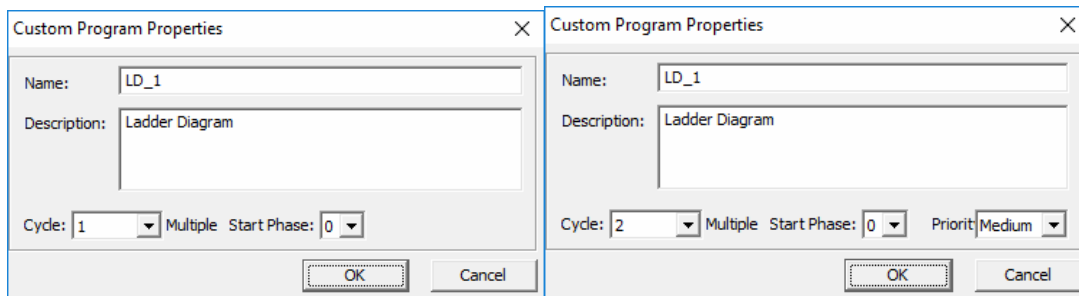 Custom Program Properties
Name: LD_1
Description: Ladder Diagram
Cycle: 1 Multiple Start Phase: 0
OK Cancel
Custom Program Properties
Name: LD_1
Description: Ladder Diagram
Cycle: 2 Multiple Start Phase: 0 Priorit Medium
OK Cancel